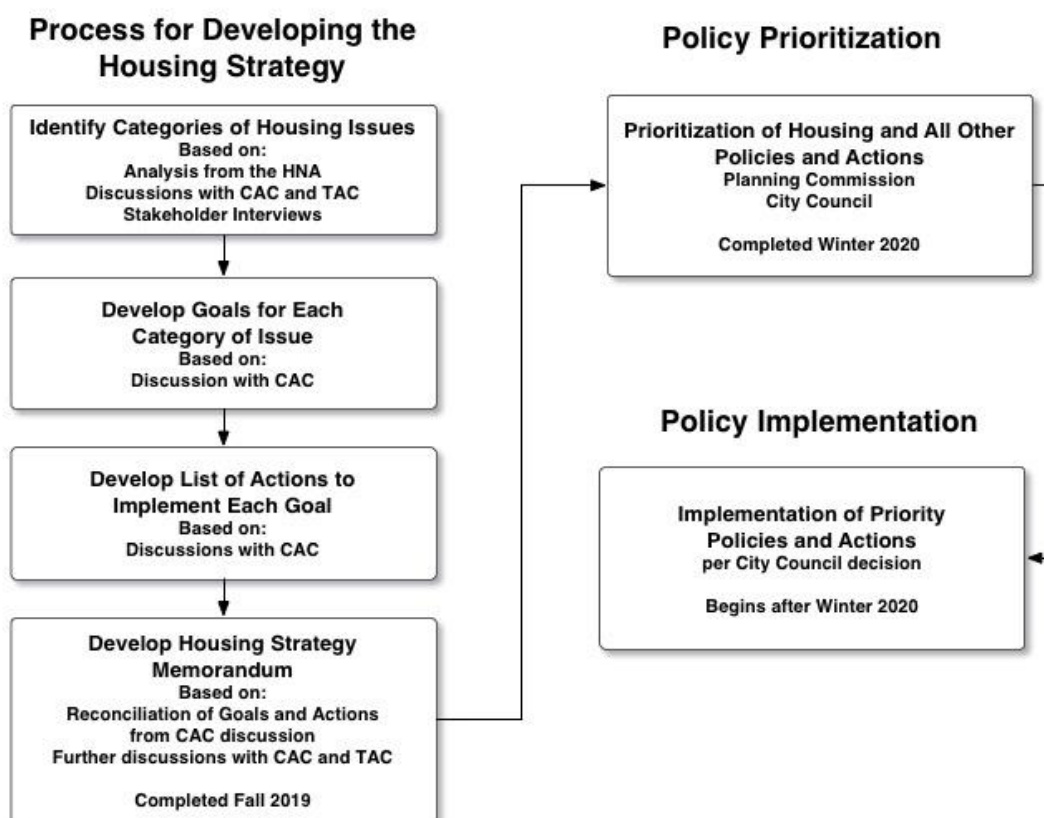 Process for Developing the
Housing Strategy
Identify Categories of Housing Issues
Based on:
Analysis from the HNA
Discussions with CAC and TAC
Stakeholder Interviews
Develop Goals for Each
Category of Issue
Based on:
Discussion with CAC
Develop List of Actions to
Implement Each Goal
Based on:
Discussions with CAC
Develop Housing Strategy
Memorandum
Based on:
Reconciliation of Goals and Actions
from CAC discussion
Further discussions with CAC and TAC
Completed Fall 2019
Policy Prioritization
Prioritization of Housing and All Other
Policies and Actions
Planning Commission
City Council
Completed Winter 2020
Policy Implementation
Implementation of Priority
Policies and Actions
per City Council decision
Begins after Winter 2020